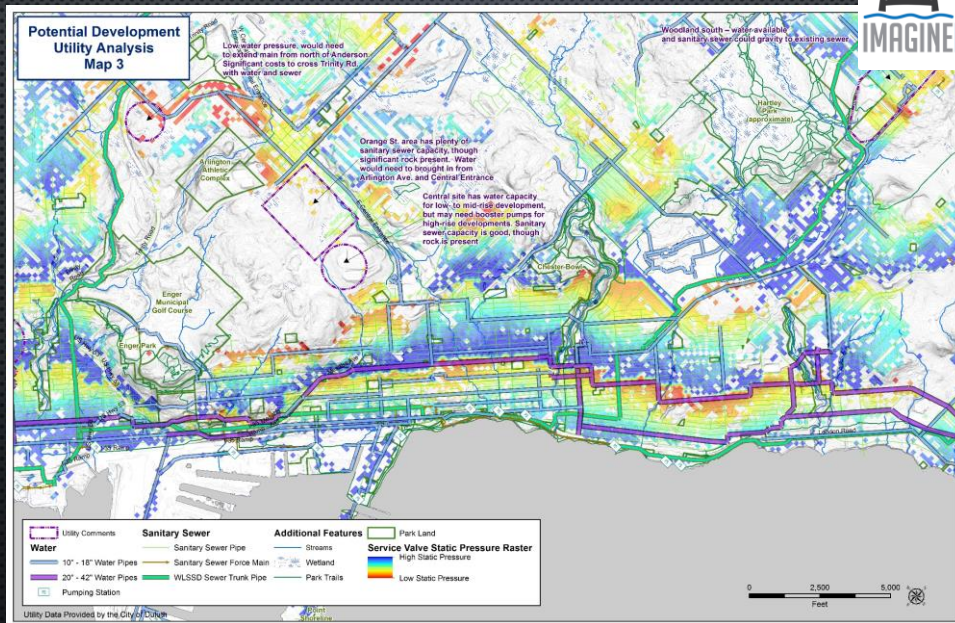 Potential Development
Utility Analysis
Map 3
IMAGINE
Low water pressure, would need
to extend main from north of Anderson.
Significant costs to cross Trinity Rd.
with water and sewer
Woodland south – water available
and sanitary sewer could gravity to existing sewer
Hartley
Park
(approximate)
Orange St. area has plenty of
sanitary sewer capacity, though
significant rock present. Water
would need to brought in from
Arlington Ave. and Central Entrance
Arlington
Athletic
Complex
Central site has water capacity
for low- to mid-rise development,
but may need booster pumps for
high-rise developments. Sanitary
sewer capacity is good, though
rock is present
Chester Bowl
Enger
Municipal
Golf Course
Enger Park
London Road
Utility Comments
Water
10" - 18" Water Pipes
20" - 42" Water Pipes
Pumping Station
Sanitary Sewer
Sanitary Sewer Pipe
Sanitary Sewer Force Main
WLSSD Sewer Trunk Pipe
Additional Features
Streams
Wetland
Park Trails
Park Land
Service Valve Static Pressure Raster
High Static Pressure
Low Static Pressure
0 2,500 5,000
Feet
Utility Data Provided by the City of Duluth
Point
Shoreline